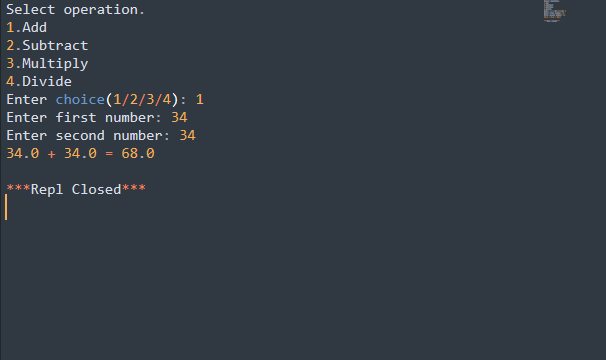 Select operation.
1.Add
2.Subtract
3.Multiply
4.Divide
Enter choice(1/2/3/4): 1
Enter first number: 34
Enter second number: 34
34.0 + 34.0 = 68.0
***Repl Closed***